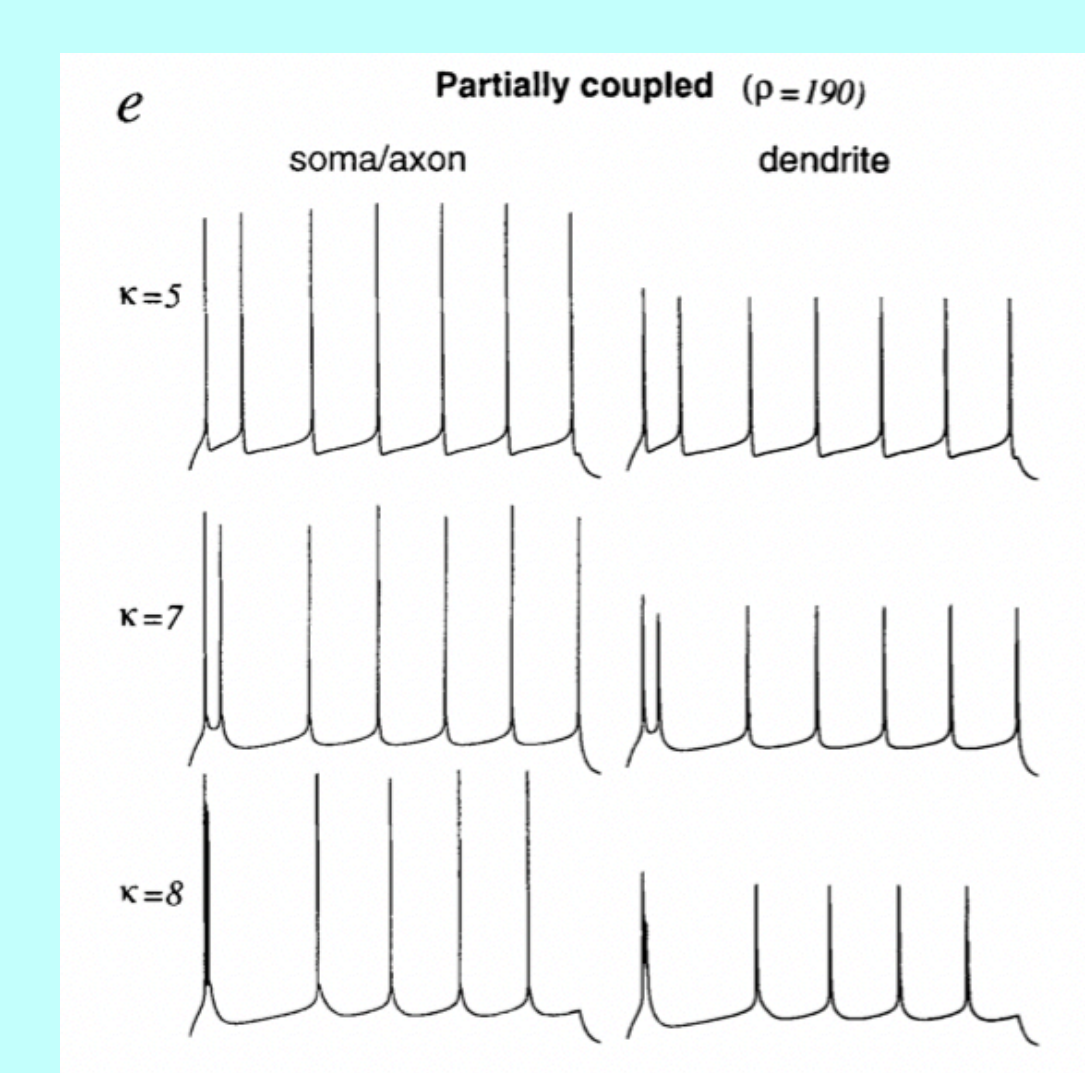 e
Partially coupled (ρ=190)
soma/axon dendrite
κ=5
κ=7
κ=8